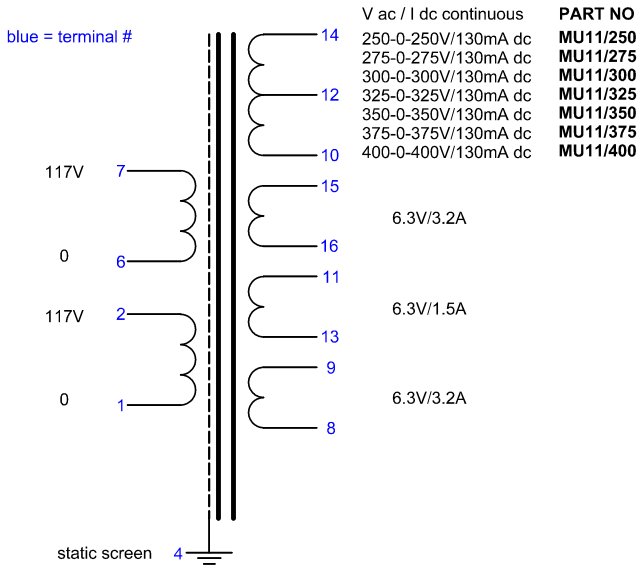 V ac / I dc continuous PART NO
blue = terminal # 14 250-0-250V/130mA dc MU11/250
275-0-275V/130mA dc MU11/275
300-0-300V/130mA dc MU11/300
12 325-0-325V/130mA dc MU11/325
350-0-350V/130mA dc MU11/350
375-0-375V/130mA dc MU11/375
10 400-0-400V/130mA dc MU11/400
117V 7
15
6.3V/3.2A
16
0 6
11
117V 2
6.3V/1.5A
13
9
0 1
6.3V/3.2A
8
static screen 4